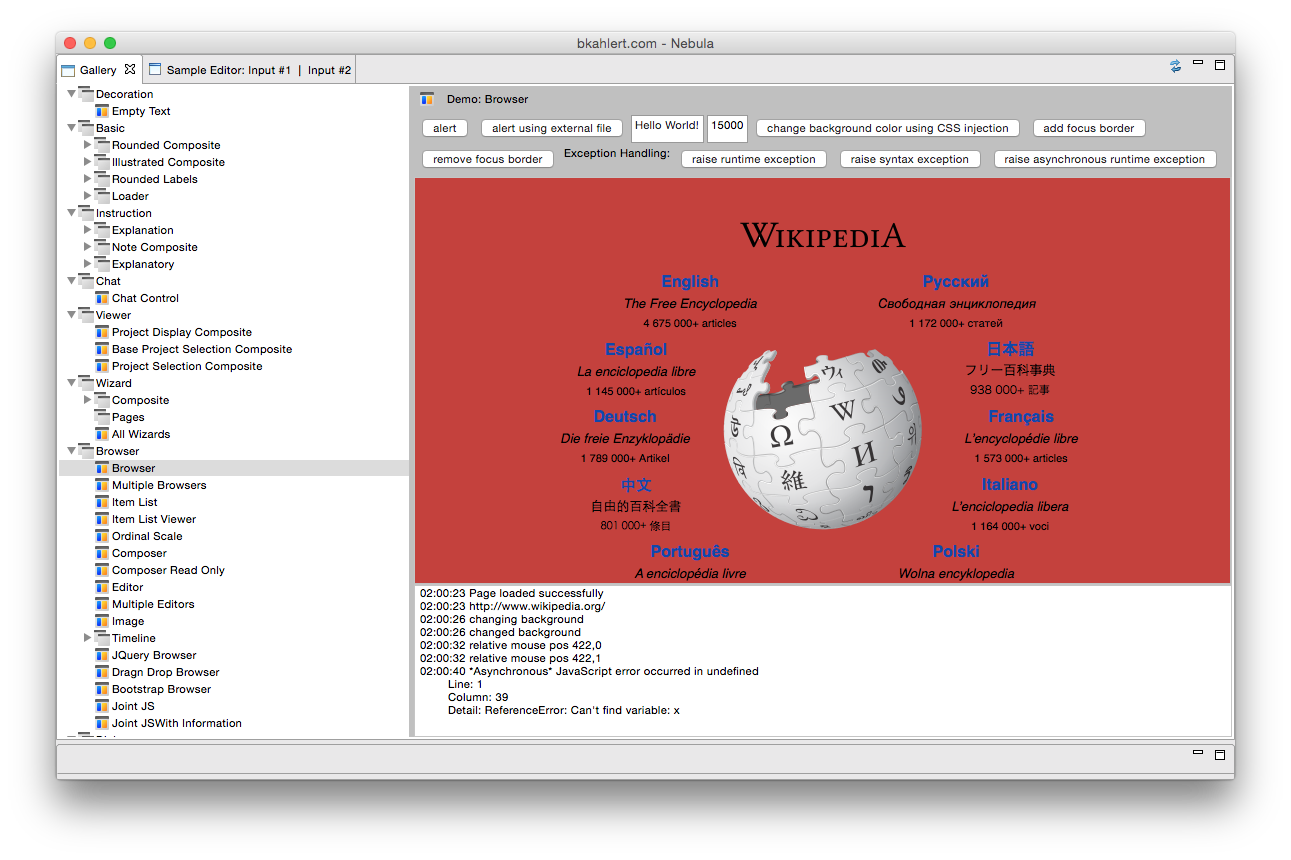 bkahlert.com - Nebula
Gallery
Sample Editor: Input #1 | Input #2
Decoration
Empty Text
Basic
Rounded Composite
Illustrated Composite
Rounded Labels
Loader
Instruction
Explanation
Note Composite
Explanatory
Chat
Chat Control
Viewer
Project Display Composite
Base Project Selection Composite
Project Selection Composite
Wizard
Composite
Pages
All Wizards
Browser
Browser
Multiple Browsers
Item List
Item List Viewer
Ordinal Scale
Composer
Composer Read Only
Editor
Multiple Editors
Image
Timeline
JQuery Browser
Dragn Drop Browser
Bootstrap Browser
Joint JS
Joint JSWith Information
Demo: Browser
alert
alert using external file
Hello World!
15000
change background color using CSS injection
add focus border
remove focus border
Exception Handling:
raise runtime exception
raise syntax exception
raise asynchronous runtime exception
WIKIPEDIA
English
The Free Encyclopedia
4 675 000+ articles
Русский
Свободная энциклопедия
1 172 000+ статей
Español
La enciclopedia libre
1 145 000+ artículos
日本語
フリー百科事典
938 000+ 記事
Deutsch
Die freie Enzyklopädie
1 789 000+ Artikel
Français
L'encyclopédie libre
1 573 000+ articles
中文
自由的百科全書
801 000+ 條目
Italiano
L'enciclopedia libera
1 164 000+ voci
Português
A enciclopédia livre
Polski
Wolna encyklopedia
Ω
W
И
維
ウィ
02:00:23 Page loaded successfully
02:00:23 http://www.wikipedia.org/
02:00:26 changing background
02:00:26 changed background
02:00:32 relative mouse pos 422,0
02:00:32 relative mouse pos 422,1
02:00:40 *Asynchronous* JavaScript error occurred in undefined
Line: 1
Column: 39
Detail: ReferenceError: Can't find variable: x